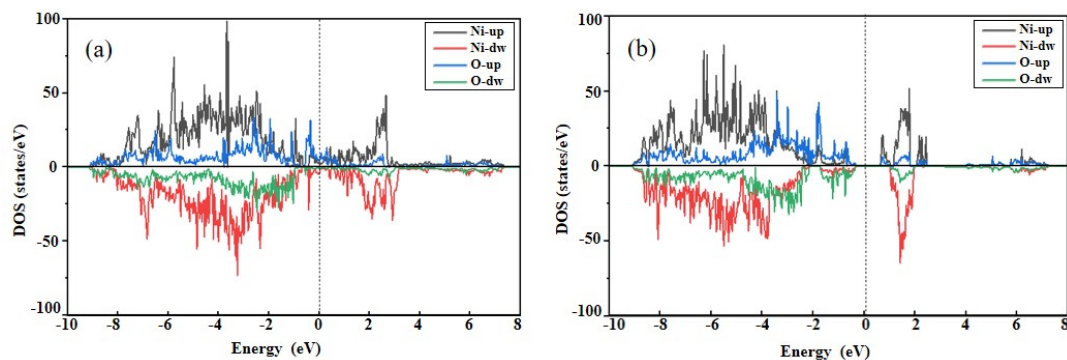 (a)
Ni-up
Ni-dw
O-up
O-dw
100
50
0
-50
-100
DOS (states/eV)
-10 -8 -6 -4 -2 0 2 4 6 8
Energy (eV)
(b)
Ni-up
Ni-dw
O-up
O-dw
100
50
0
-50
-100
DOS (states/eV)
-10 -8 -6 -4 -2 0 2 4 6 8
Energy (eV)